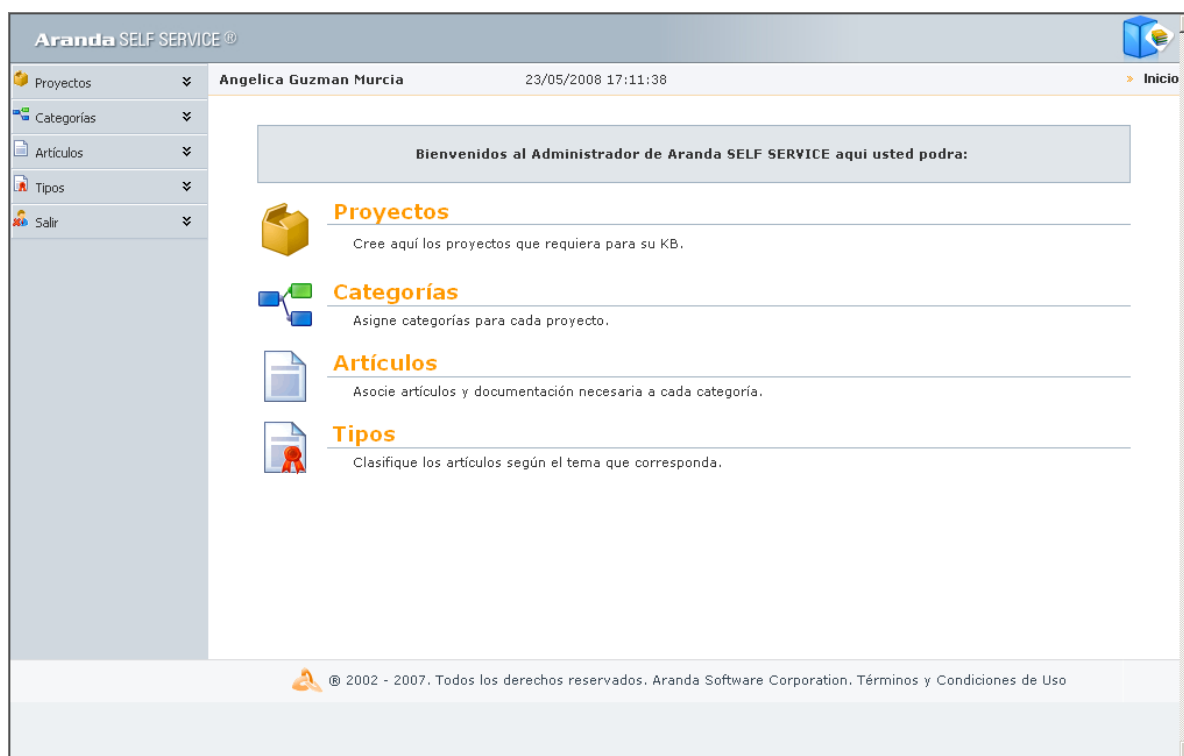 Aranda SELF SERVICE ®
Proyectos
Angelica Guzman Murcia 23/05/2008 17:11:38 » Inicio
Categorías
Artículos
Tipos
Salir
Bienvenidos al Administrador de Aranda SELF SERVICE aqui usted podra:
Proyectos
Cree aquí los proyectos que requiera para su KB.
Categorías
Asigne categorías para cada proyecto.
Artículos
Asocie artículos y documentación necesaria a cada categoría.
Tipos
Clasifique los artículos según el tema que corresponda.
® 2002 - 2007. Todos los derechos reservados. Aranda Software Corporation. Términos y Condiciones de Uso